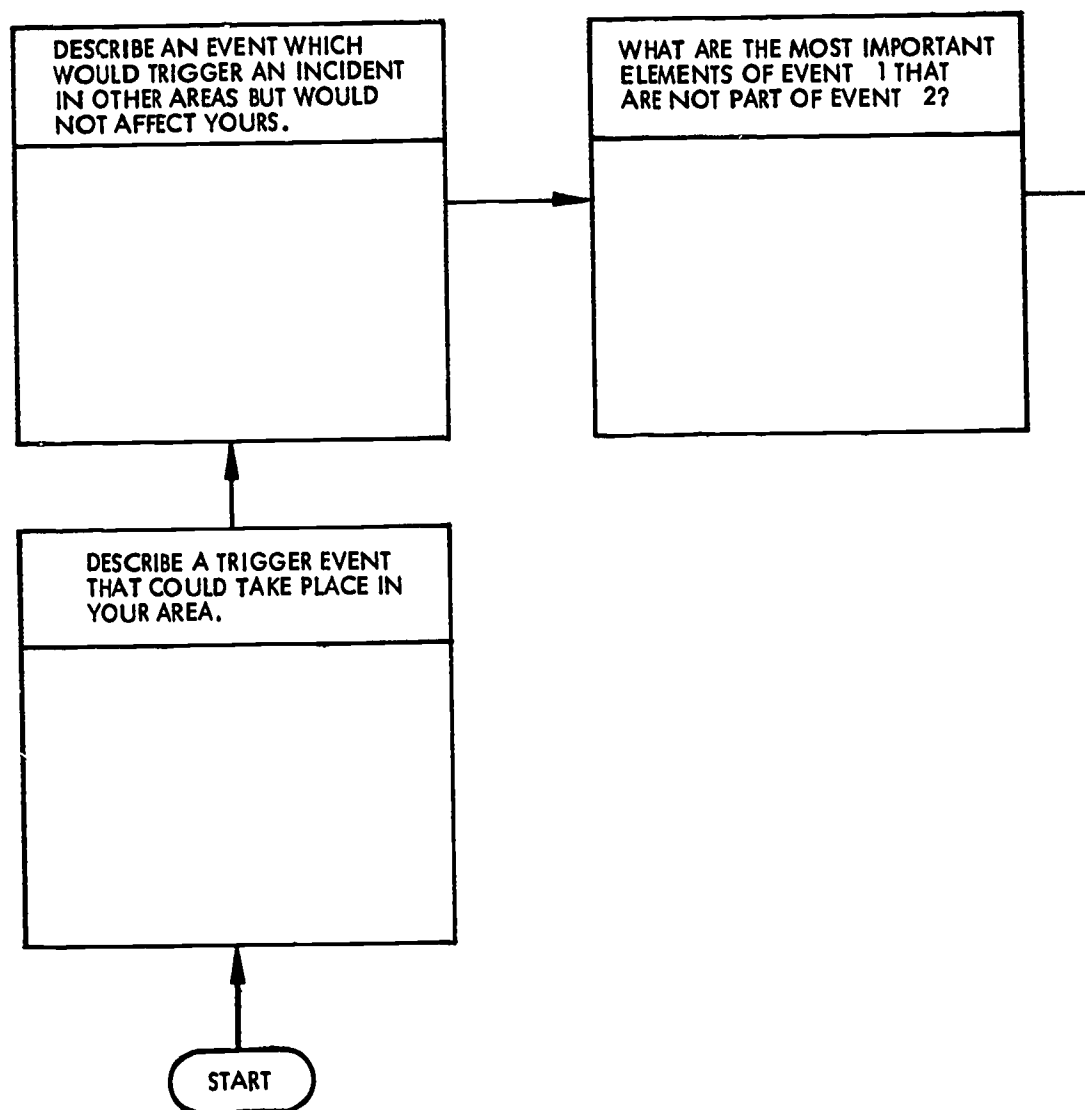 DESCRIBE AN EVENT WHICH
WOULD TRIGGER AN INCIDENT
IN OTHER AREAS BUT WOULD
NOT AFFECT YOURS.
WHAT ARE THE MOST IMPORTANT
ELEMENTS OF EVENT 1 THAT
ARE NOT PART OF EVENT 2?
DESCRIBE A TRIGGER EVENT
THAT COULD TAKE PLACE IN
YOUR AREA.
START